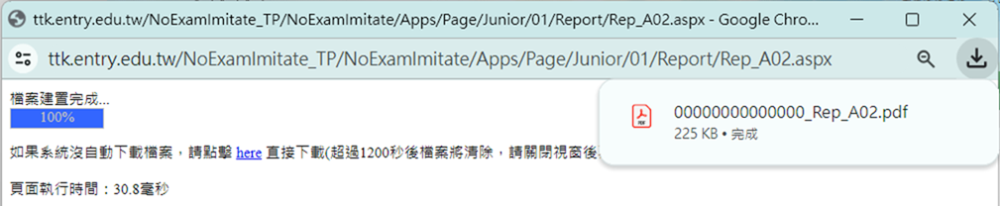 ttk.entry.edu.tw/NoExamImitate_TP/NoExamImitate/Apps/Page/Junior/01/Report/Rep_A02.aspx - Google Chro...
ttk.entry.edu.tw/NoExamImitate_TP/NoExamImitate/Apps/Page/Junior/01/Report/Rep_A02.aspx
檔案建置完成...
100%
00000000000000_Rep_A02.pdf
225 KB • 完成
如果系統沒自動下載檔案，請點擊 here 直接下載(超過1200秒後檔案將清除，請關閉視窗後
頁面執行時間：30.8毫秒